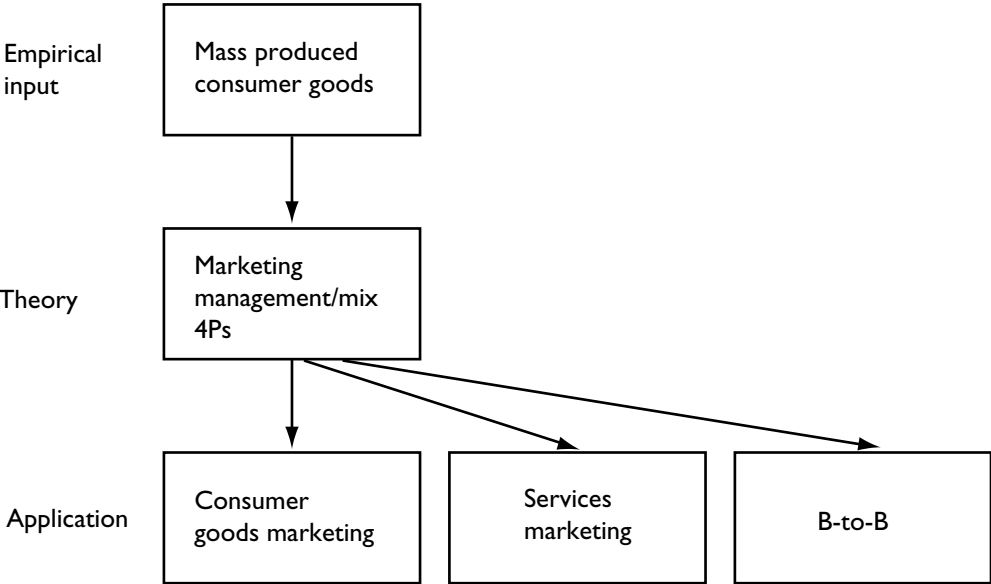 Empirical
input
Mass produced
consumer goods
Theory
Marketing
management/mix
4Ps
Application
Consumer
goods marketing
Services
marketing
B-to-B